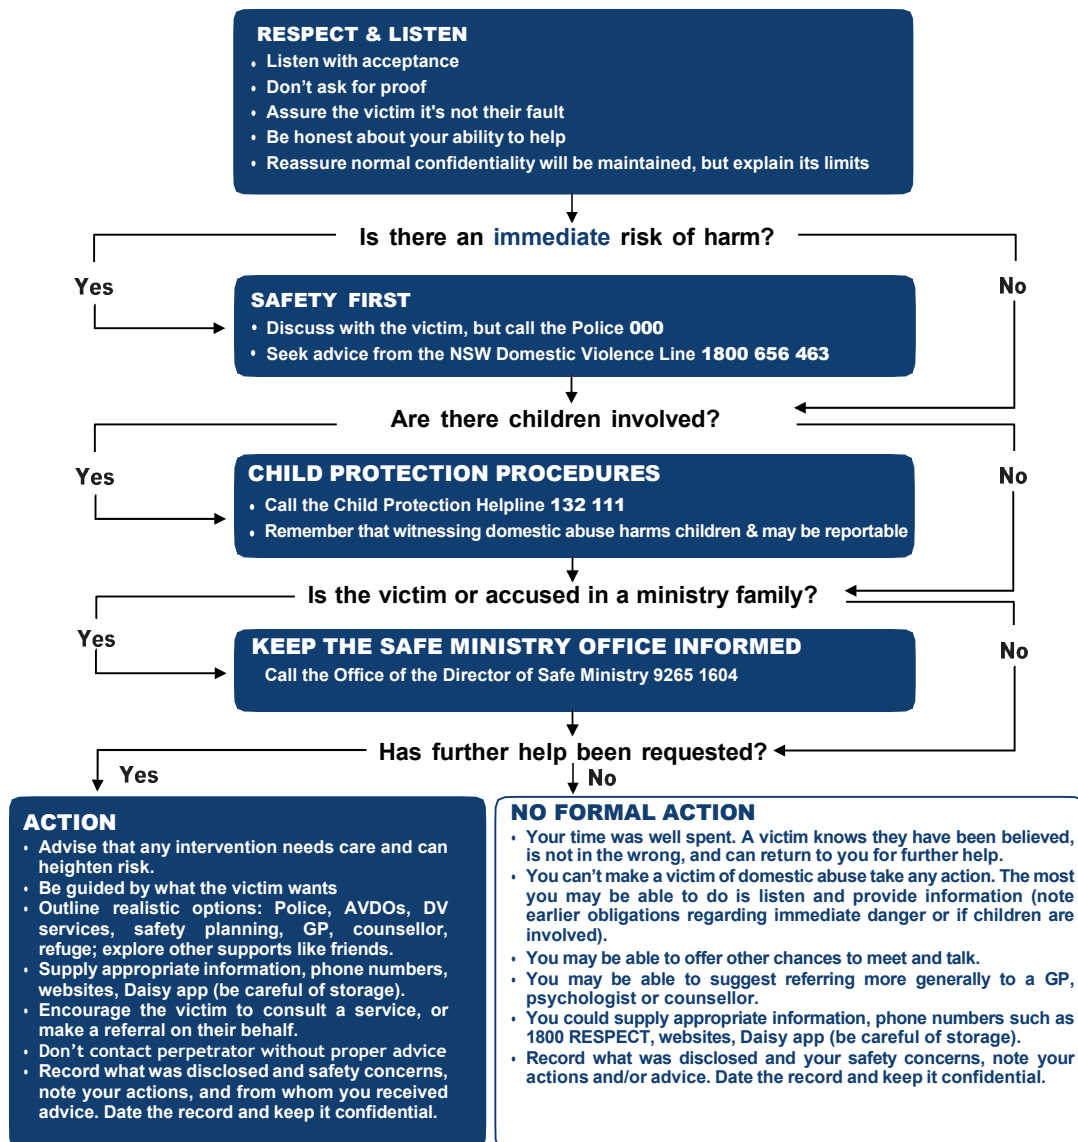 RESPECT & LISTEN
• Listen with acceptance
• Don't ask for proof
• Assure the victim it's not their fault
• Be honest about your ability to help
• Reassure normal confidentiality will be maintained, but explain its limits
Is there an immediate risk of harm?
Yes
No
SAFETY FIRST
• Discuss with the victim, but call the Police 000
• Seek advice from the NSW Domestic Violence Line 1800 656 463
Are there children involved?
Yes
No
CHILD PROTECTION PROCEDURES
• Call the Child Protection Helpline 132 111
• Remember that witnessing domestic abuse harms children & may be reportable
Is the victim or accused in a ministry family?
Yes
No
KEEP THE SAFE MINISTRY OFFICE INFORMED
Call the Office of the Director of Safe Ministry 9265 1604
Has further help been requested?
Yes
No
ACTION
• Advise that any intervention needs care and can
heighten risk.
• Be guided by what the victim wants
• Outline realistic options: Police, AVDOs, DV
services, safety planning, GP, counsellor,
refuge; explore other supports like friends.
• Supply appropriate information, phone numbers,
websites, Daisy app (be careful of storage).
• Encourage the victim to consult a service, or
make a referral on their behalf.
• Don't contact perpetrator without proper advice
• Record what was disclosed and safety concerns,
note your actions, and from whom you received
advice. Date the record and keep it confidential.
NO FORMAL ACTION
• Your time was well spent. A victim knows they have been believed,
is not in the wrong, and can return to you for further help.
• You can't make a victim of domestic abuse take any action. The most
you may be able to do is listen and provide information (note
earlier obligations regarding immediate danger or if children are
involved).
• You may be able to offer other chances to meet and talk.
• You may be able to suggest referring more generally to a GP,
psychologist or counsellor.
• You could supply appropriate information, phone numbers such as
1800 RESPECT, websites, Daisy app (be careful of storage).
• Record what was disclosed and your safety concerns, note your
actions and/or advice. Date the record and keep it confidential.